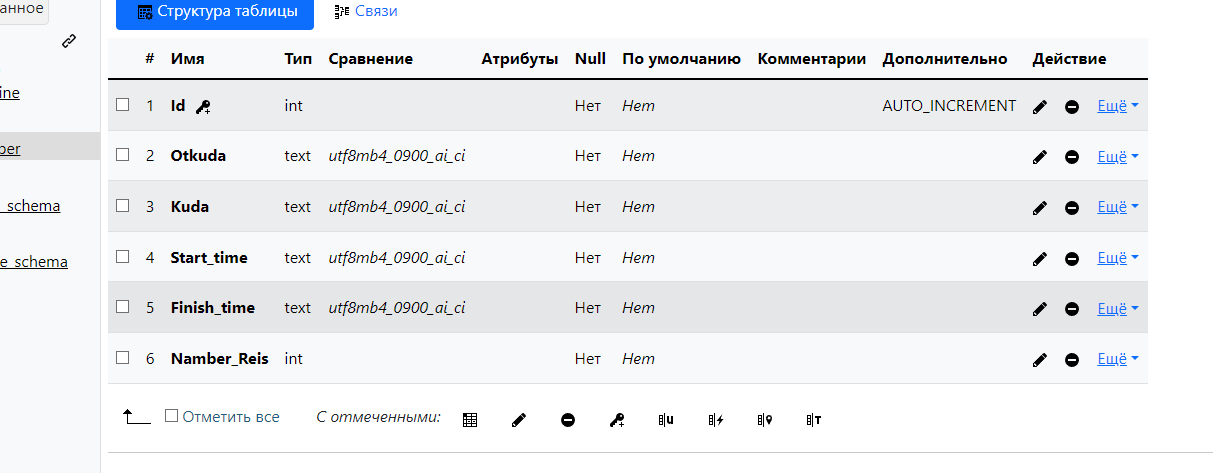 анное
Структура таблицы Связи
# Имя Тип Сравнение Атрибуты Null По умолчанию Комментарии Дополнительно Действие
1 Id int Нет Нет AUTO_INCREMENT Ещё
ine
2 Otkuda text utf8mb4_0900_ai_ci Нет Нет Ещё
ber
3 Kuda text utf8mb4_0900_ai_ci Нет Нет Ещё
_schema
4 Start_time text utf8mb4_0900_ai_ci Нет Нет Ещё
e_schema
5 Finish_time text utf8mb4_0900_ai_ci Нет Нет Ещё
6 Namber_Reis int Нет Нет Ещё
Отметить все С отмеченными: